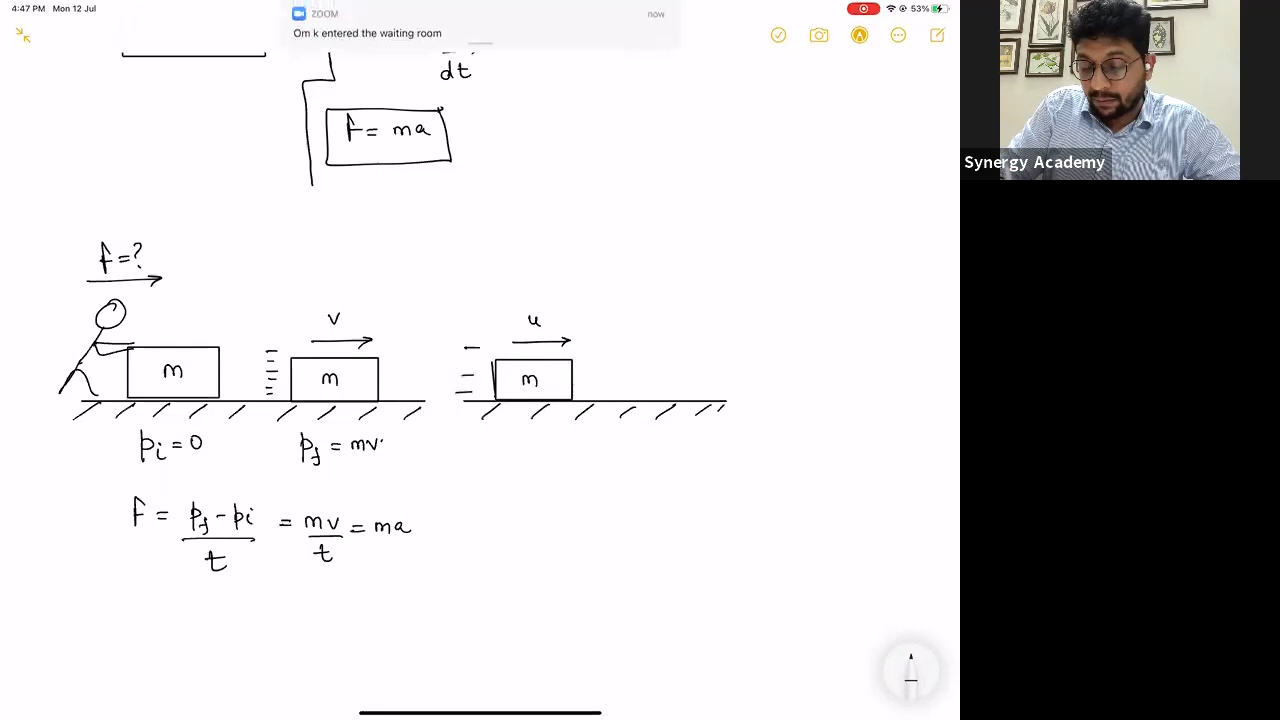 4:47 PM Mon 12 Jul
ZOOM
now
53%
Om k entered the waiting room
dt
F = ma
F = ?
v
u
m
m
m
pi = 0
pf = mv
F = pf - pi / t = mv / t = ma
Synergy Academy